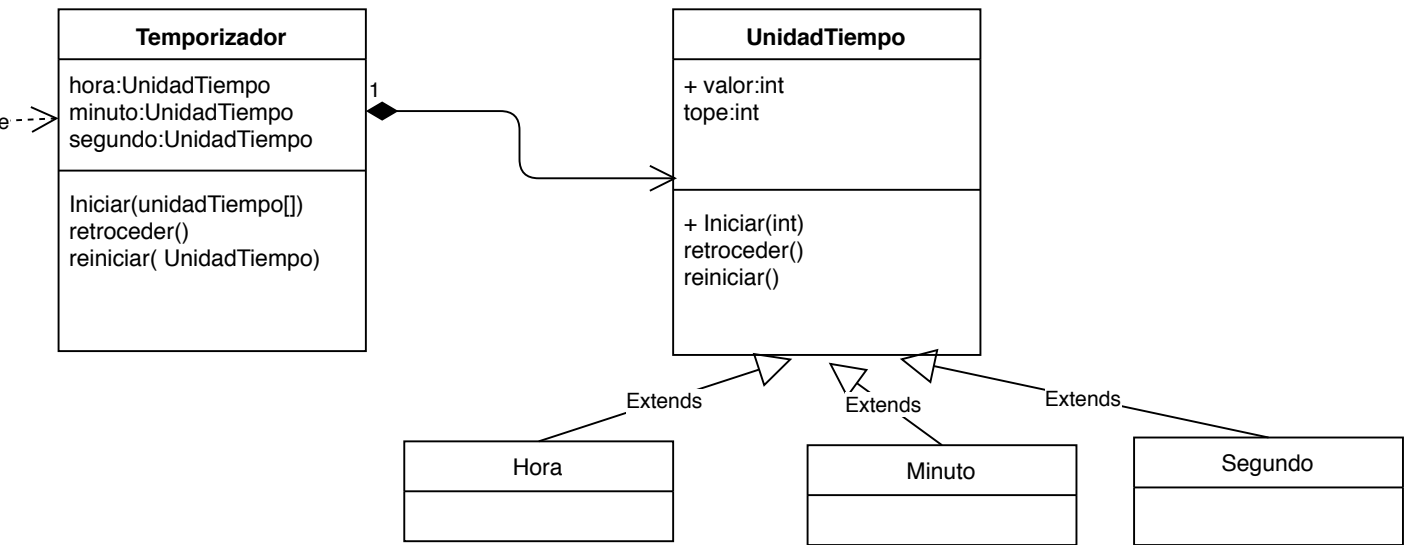 Temporizador
hora:UnidadTiempo
minuto:UnidadTiempo
segundo:UnidadTiempo
Iniciar(unidadTiempo[])
retroceder()
reiniciar( UnidadTiempo)
e
1
UnidadTiempo
+ valor:int
tope:int
+ Iniciar(int)
retroceder()
reiniciar()
Extends
Extends
Extends
Hora
Minuto
Segundo